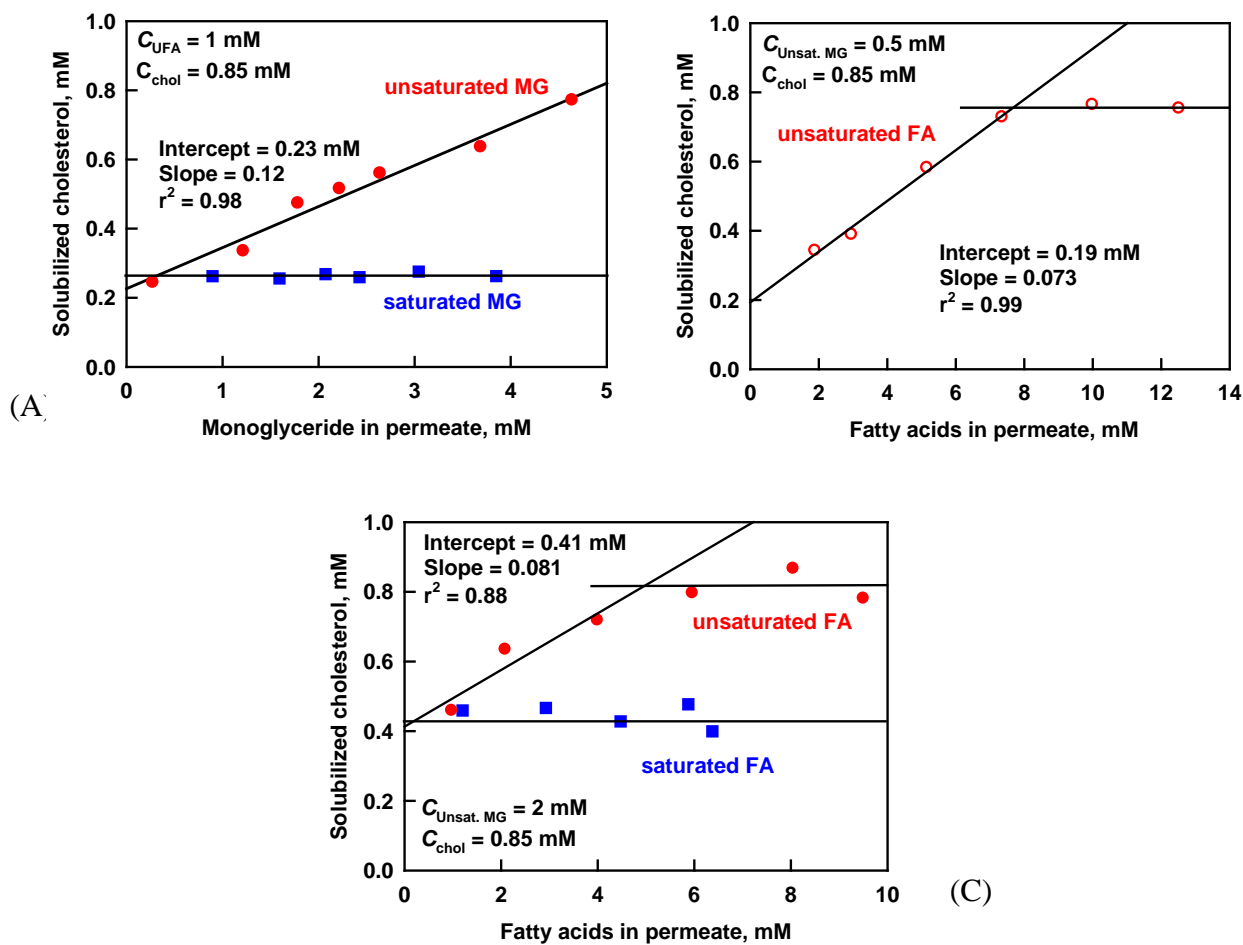 1.0
0.8
0.6
0.4
0.2
0.0
Solubilized cholesterol, mM
C_UFA = 1 mM
C_chol = 0.85 mM
unsaturated MG
Intercept = 0.23 mM
Slope = 0.12
r² = 0.98
saturated MG
0 1 2 3 4 5
Monoglyceride in permeate, mM
(A)
1.0
0.8
0.6
0.4
0.2
0.0
Solubilized cholesterol, mM
C_Unsat. MG = 0.5 mM
C_chol = 0.85 mM
unsaturated FA
Intercept = 0.19 mM
Slope = 0.073
r² = 0.99
0 2 4 6 8 10 12 14
Fatty acids in permeate, mM
1.0
0.8
0.6
0.4
0.2
0.0
Solubilized cholesterol, mM
Intercept = 0.41 mM
Slope = 0.081
r² = 0.88
unsaturated FA
saturated FA
C_Unsat. MG = 2 mM
C_chol = 0.85 mM
0 2 4 6 8 10
Fatty acids in permeate, mM
(C)